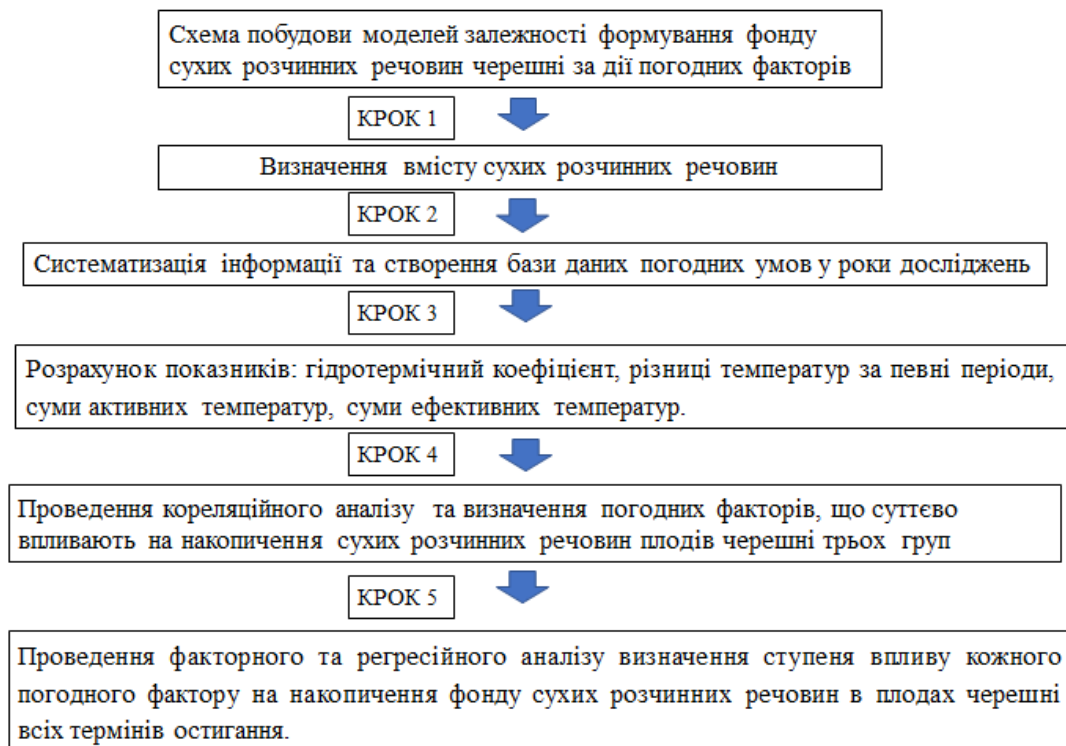 Схема побудови моделей залежності формування фонду
сухих розчинних речовин черешні за дії погодних факторів
КРОК 1
Визначення вмісту сухих розчинних речовин
КРОК 2
Систематизація інформації та створення бази даних погодних умов у роки досліджень
КРОК 3
Розрахунок показників: гідротермічний коефіцієнт, різниці температур за певні періоди,
суми активних температур, суми ефективних температур.
КРОК 4
Проведення кореляційного аналізу та визначення погодних факторів, що суттєво
впливають на накопичення сухих розчинних речовин плодів черешні трьох груп
КРОК 5
Проведення факторного та регресійного аналізу визначення ступеня впливу кожного
погодного фактору на накопичення фонду сухих розчинних речовин в плодах черешні
всіх термінів остигання.